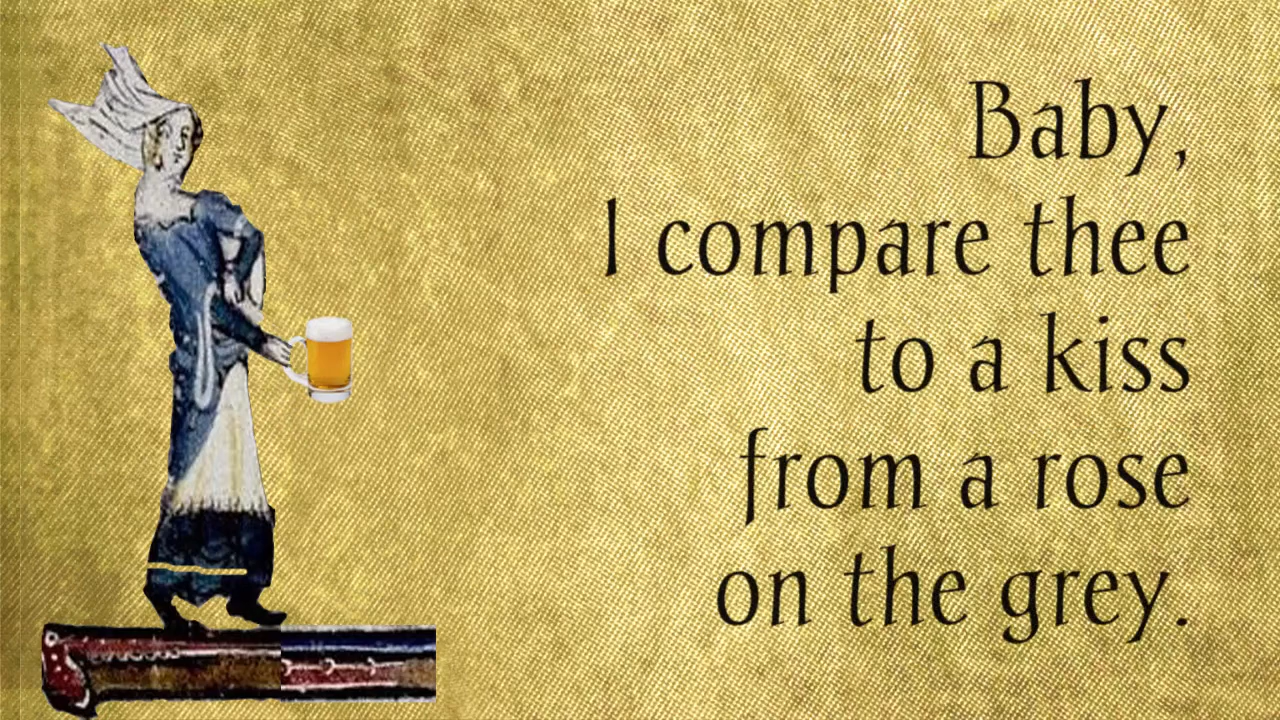 Baby,
I compare thee
to a kiss
from a rose
on the grey.